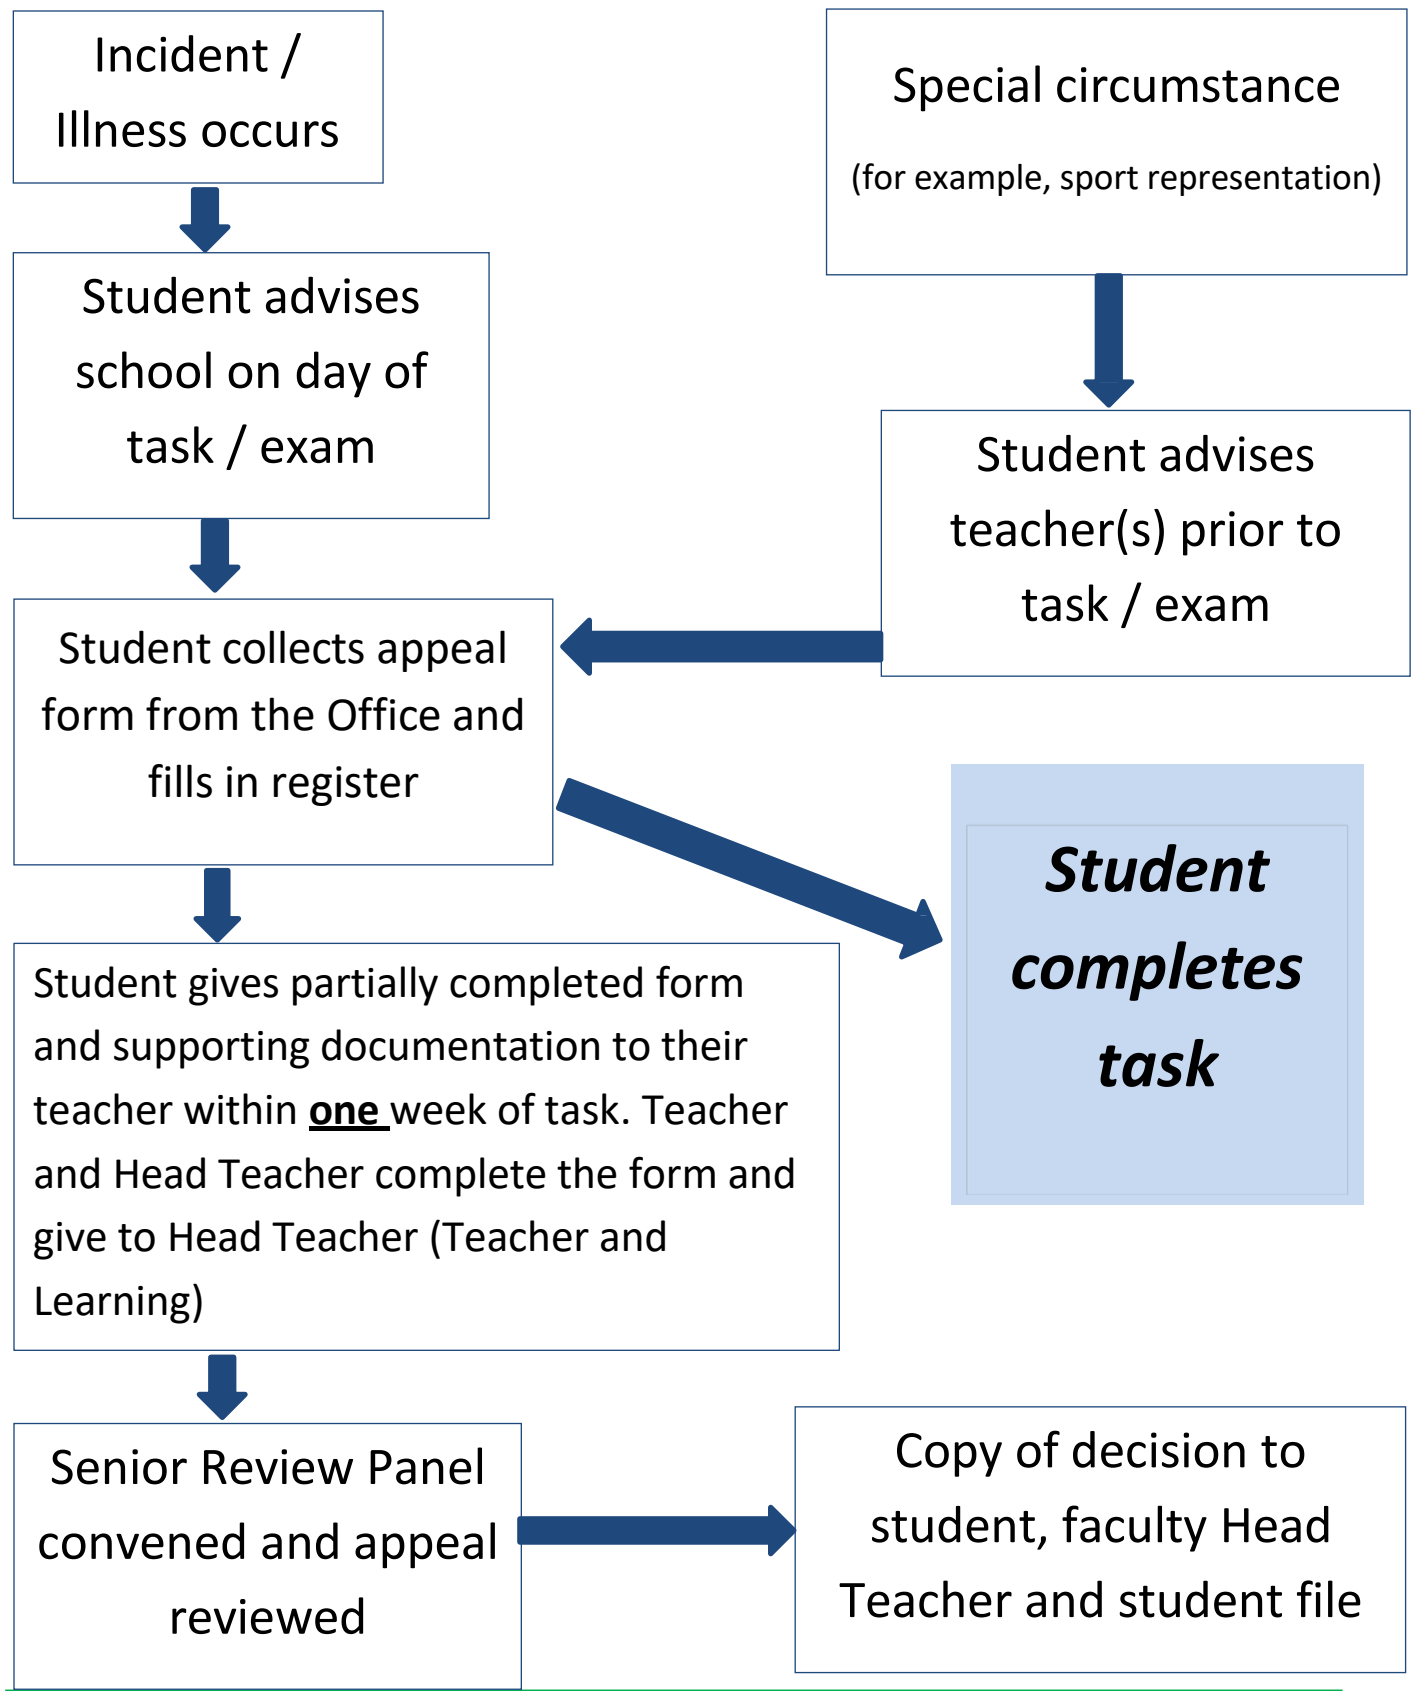 Incident /
Illness occurs
Special circumstance
(for example, sport representation)
Student advises
school on day of
task / exam
Student advises
teacher(s) prior to
task / exam
Student collects appeal
form from the Office and
fills in register
Student
completes
task
Student gives partially completed form
and supporting documentation to their
teacher within one week of task. Teacher
and Head Teacher complete the form and
give to Head Teacher (Teacher and
Learning)
Senior Review Panel
convened and appeal
reviewed
Copy of decision to
student, faculty Head
Teacher and student file